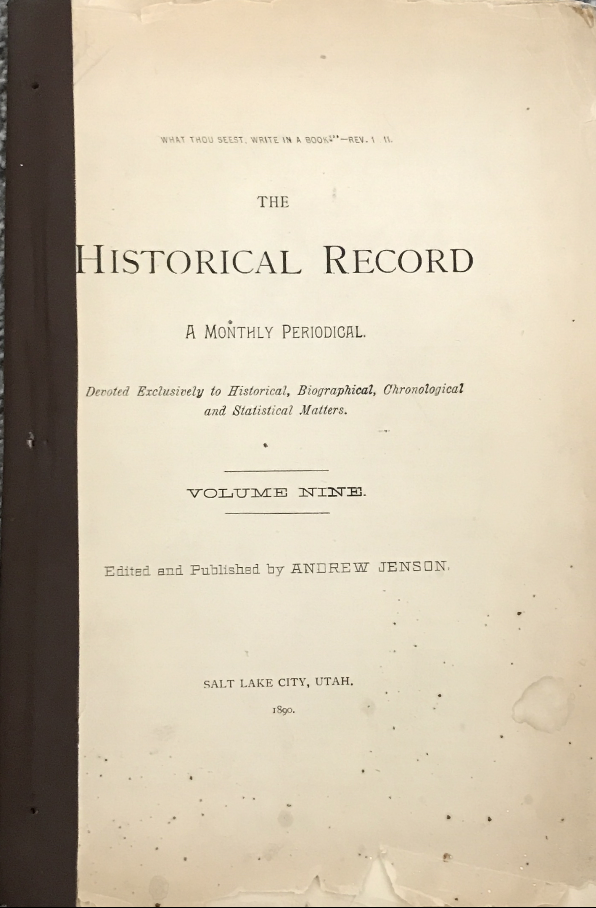 WHAT THOU SEEST, WRITE IN A BOOK***—REV. 1 11.
THE
HISTORICAL RECORD
A MONTHLY PERIODICAL.
Devoted Exclusively to Historical, Biographical, Chronological
and Statistical Matters.
VOLUME NINE.
Edited and Published by ANDREW JENSON.
SALT LAKE CITY, UTAH.
1890.